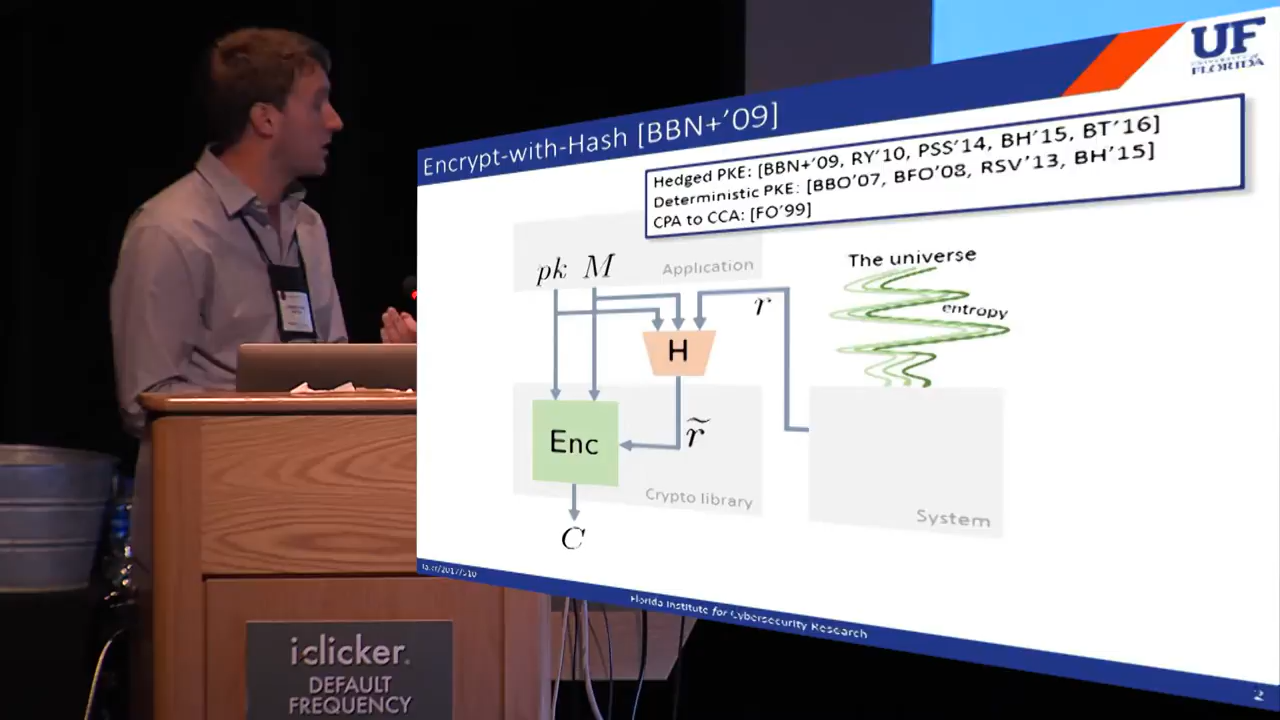 UF
UNIVERSITY of
FLORIDA
Encrypt-with-Hash [BBN+'09]
Hedged PKE: [BBN+'09, RY'10, PSS'14, BH'15, BT'16]
Deterministic PKE: [BBO'07, BFO'08, RSV'13, BH'15]
CPA to CCA: [FO'99]
pk M
Application
r
The universe
entropy
H
Enc
r̃
Crypto library
System
C
Florida Institute for Cybersecurity Research
2
iclicker.
DEFAULT
FREQUENCY